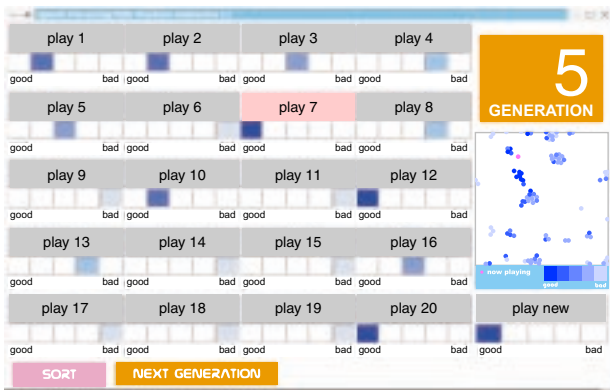 play 1
play 2
play 3
play 4
good bad good bad good bad good bad
5
GENERATION
play 5
play 6
play 7
play 8
good bad good bad good bad good bad
play 9
play 10
play 11
play 12
good bad good bad good bad good bad
play 13
play 14
play 15
play 16
good bad good bad good bad good bad
now playing
good bad
play 17
play 18
play 19
play 20
play new
good bad good bad good bad good bad good bad
SORT
NEXT GENERATION